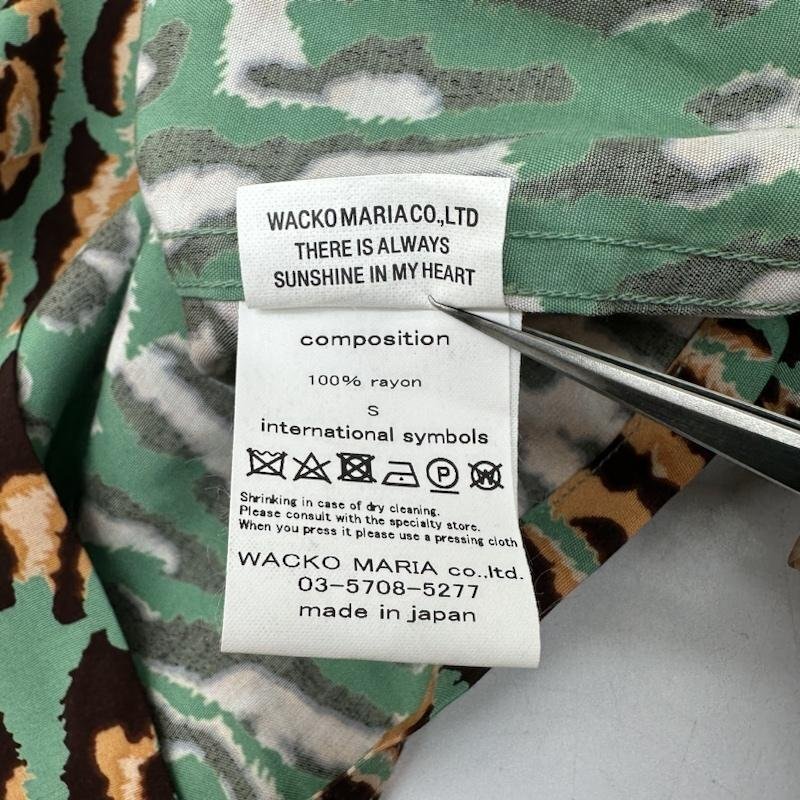 WACKO MARIA CO.,LTD
THERE IS ALWAYS
SUNSHINE IN MY HEART
composition
100% rayon
S
international symbols
P W
Shrinking in case of dry cleaning.
Please consult with the specialty store.
When you press it please use a pressing cloth
WACKO MARIA co.,ltd.
03-5708-5277
made in japan